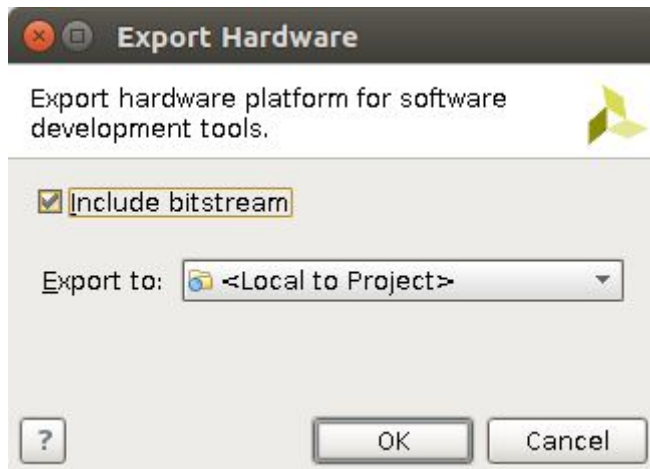 Export Hardware
Export hardware platform for software
development tools.
Include bitstream
Export to: <Local to Project>
? OK Cancel